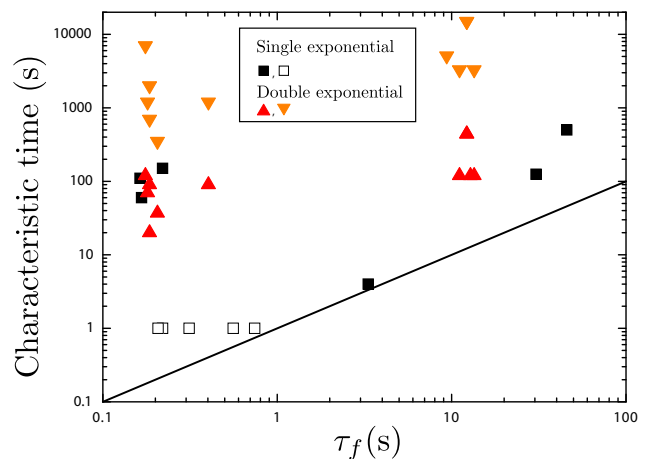 10000
1000
100
10
1
0.1
Characteristic time (s)
Single exponential
,
Double exponential
,
0.1 1 10 100
τf(s)